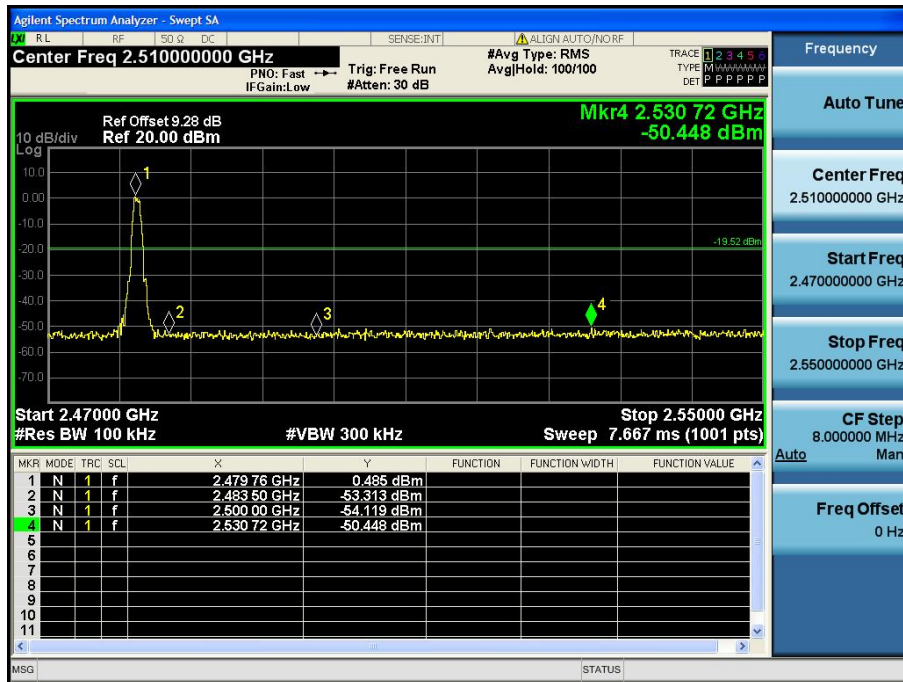 Agilent Spectrum Analyzer - Swept SA
LXI RL RF 50 Ω DC SENSE:INT ALIGN AUTO/NO RF
Center Freq 2.510000000 GHz
PNO: Fast
IFGain:Low
Trig: Free Run
#Atten: 30 dB
#Avg Type: RMS
Avg|Hold: 100/100
TRACE 1 2 3 4 5 6
TYPE M WWWWW
DET P P P P P P
Ref Offset 9.28 dB
Ref 20.00 dBm
10 dB/div
Log
Mkr4 2.530 72 GHz
-50.448 dBm
10.0
0.00
-10.0
-20.0
-30.0
-40.0
-50.0
-60.0
-70.0
1
2
3
4
-19.52 dBm
Start 2.47000 GHz
Stop 2.55000 GHz
#Res BW 100 kHz
#VBW 300 kHz
Sweep 7.667 ms (1001 pts)
MKR MODE TRC SCL X Y FUNCTION FUNCTION WIDTH FUNCTION VALUE
1 N 1 f 2.479 76 GHz 0.485 dBm
2 N 1 f 2.483 50 GHz -53.313 dBm
3 N 1 f 2.500 00 GHz -54.119 dBm
4 N 1 f 2.530 72 GHz -50.448 dBm
5
6
7
8
9
10
11
MSG
STATUS
Frequency
Auto Tune
Center Freq
2.510000000 GHz
Start Freq
2.470000000 GHz
Stop Freq
2.550000000 GHz
CF Step
8.000000 MHz
Auto Man
Freq Offset
0 Hz